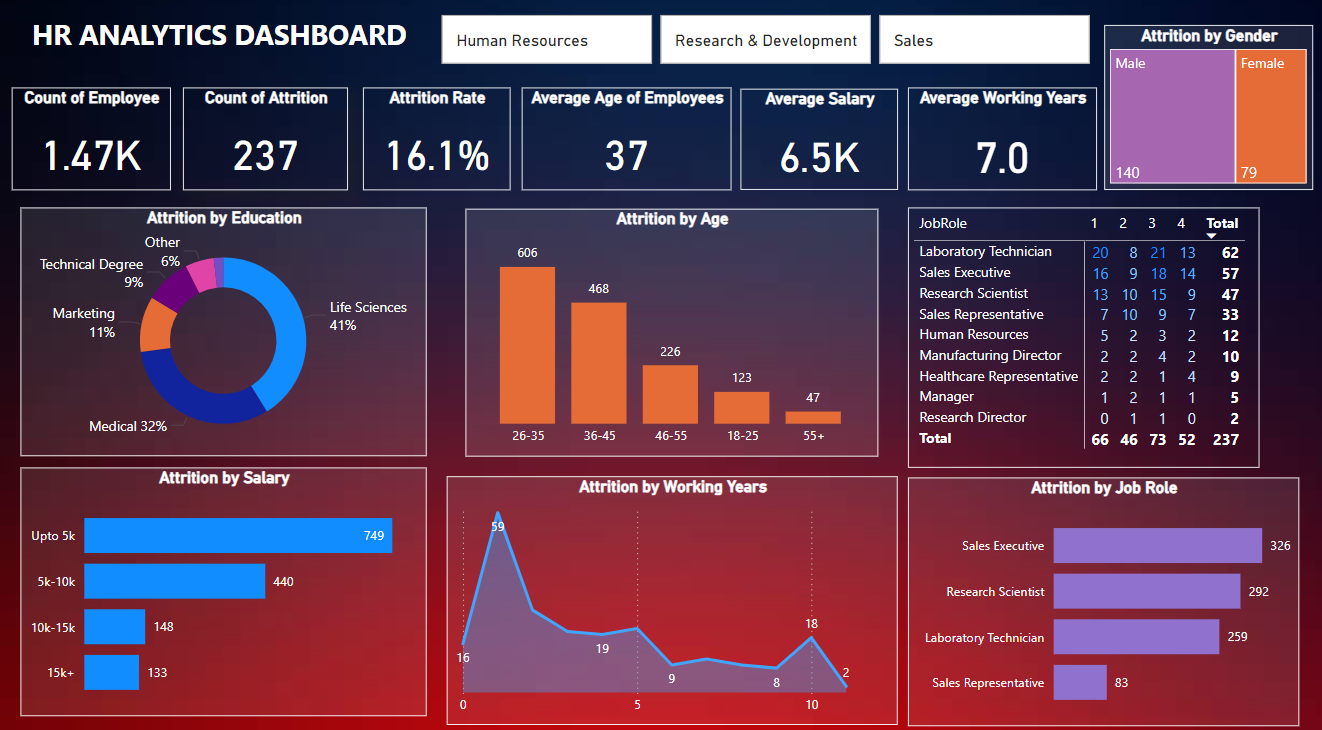 HR ANALYTICS DASHBOARD
Human Resources
Research & Development
Sales
Attrition by Gender
Male
Female
140
79
Count of Employee
1.47K
Count of Attrition
237
Attrition Rate
16.1%
Average Age of Employees
37
Average Salary
6.5K
Average Working Years
7.0
Attrition by Education
Other
6%
Technical Degree
9%
Marketing
11%
Life Sciences
41%
Medical 32%
Attrition by Age
606
468
226
123
47
26-35 36-45 46-55 18-25 55+
JobRole 1 2 3 4 Total
Laboratory Technician 20 8 21 13 62
Sales Executive 16 9 18 14 57
Research Scientist 13 10 15 9 47
Sales Representative 7 10 9 7 33
Human Resources 5 2 3 2 12
Manufacturing Director 2 2 4 2 10
Healthcare Representative 2 2 1 4 9
Manager 1 2 1 1 5
Research Director 0 1 1 0 2
Total 66 46 73 52 237
Attrition by Salary
Upto 5k 749
5k-10k 440
10k-15k 148
15k+ 133
Attrition by Working Years
59
16
19
9
8
18
2
0 5 10
Attrition by Job Role
Sales Executive 326
Research Scientist 292
Laboratory Technician 259
Sales Representative 83